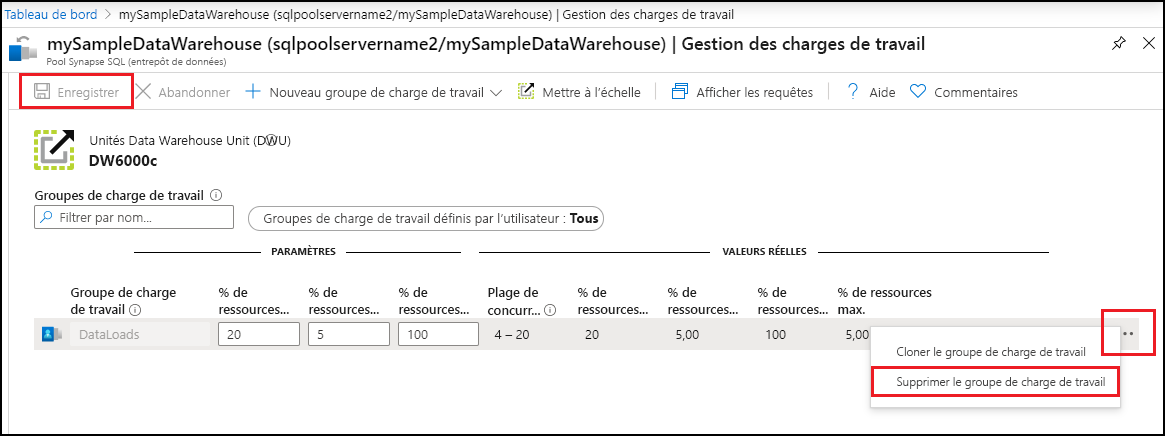 Tableau de bord > mySampleDataWarehouse (sqlpoolservername2/mySampleDataWarehouse) | Gestion des charges de travail
mySampleDataWarehouse (sqlpoolservername2/mySampleDataWarehouse) | Gestion des charges de travail
Pool Synapse SQL (entrepôt de données)
Enregistrer Abandonner Nouveau groupe de charge de travail Mettre à l'échelle Afficher les requêtes Aide Commentaires
Unités Data Warehouse Unit (DWU)
DW6000c
Groupes de charge de travail
Filtrer par nom... Groupes de charge de travail définis par l'utilisateur : Tous
PARAMÈTRES VALEURS RÉELLES
Groupe de charge % de % de % de Plage de % de % de % de % de ressources
de travail ressources... ressources... ressources... concurr... ressources... ressources... ressources... max.
DataLoads 20 5 100 4 – 20 20 5,00 100 5,00
Cloner le groupe de charge de travail
Supprimer le groupe de charge de travail